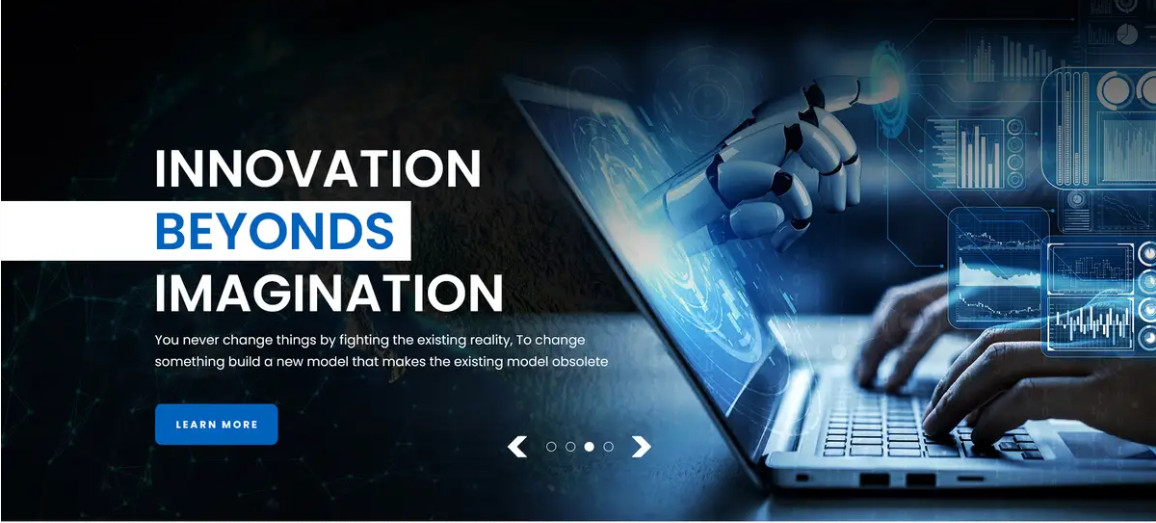 INNOVATION
BEYONDS
IMAGINATION
You never change things by fighting the existing reality, To change
something build a new model that makes the existing model obsolete
LEARN MORE